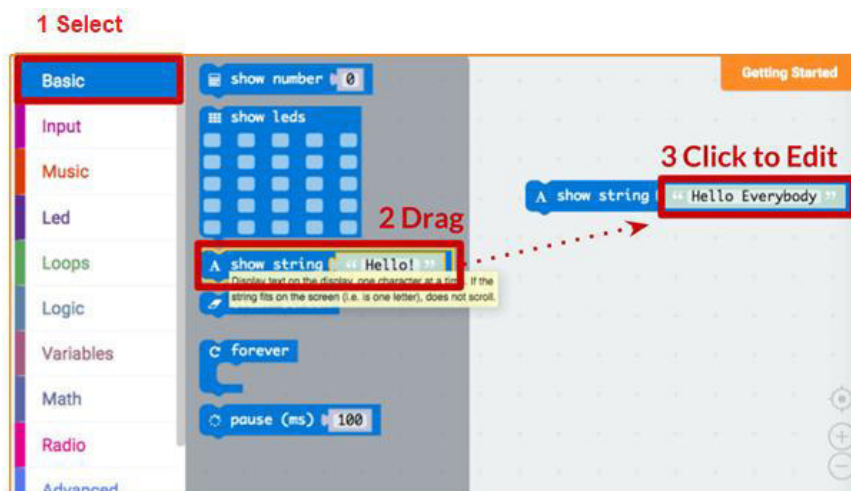 1 Select
Basic
Input
Music
Led
Loops
Logic
Variables
Math
Radio
Advanced
show number 0
show leds
2 Drag
A show string “ Hello! ”
Display text on the display, one character at a time. If the
string fits on the screen (i.e. is one letter), does not scroll.
forever
pause (ms) 100
Getting Started
3 Click to Edit
A show string “ Hello Everybody ”